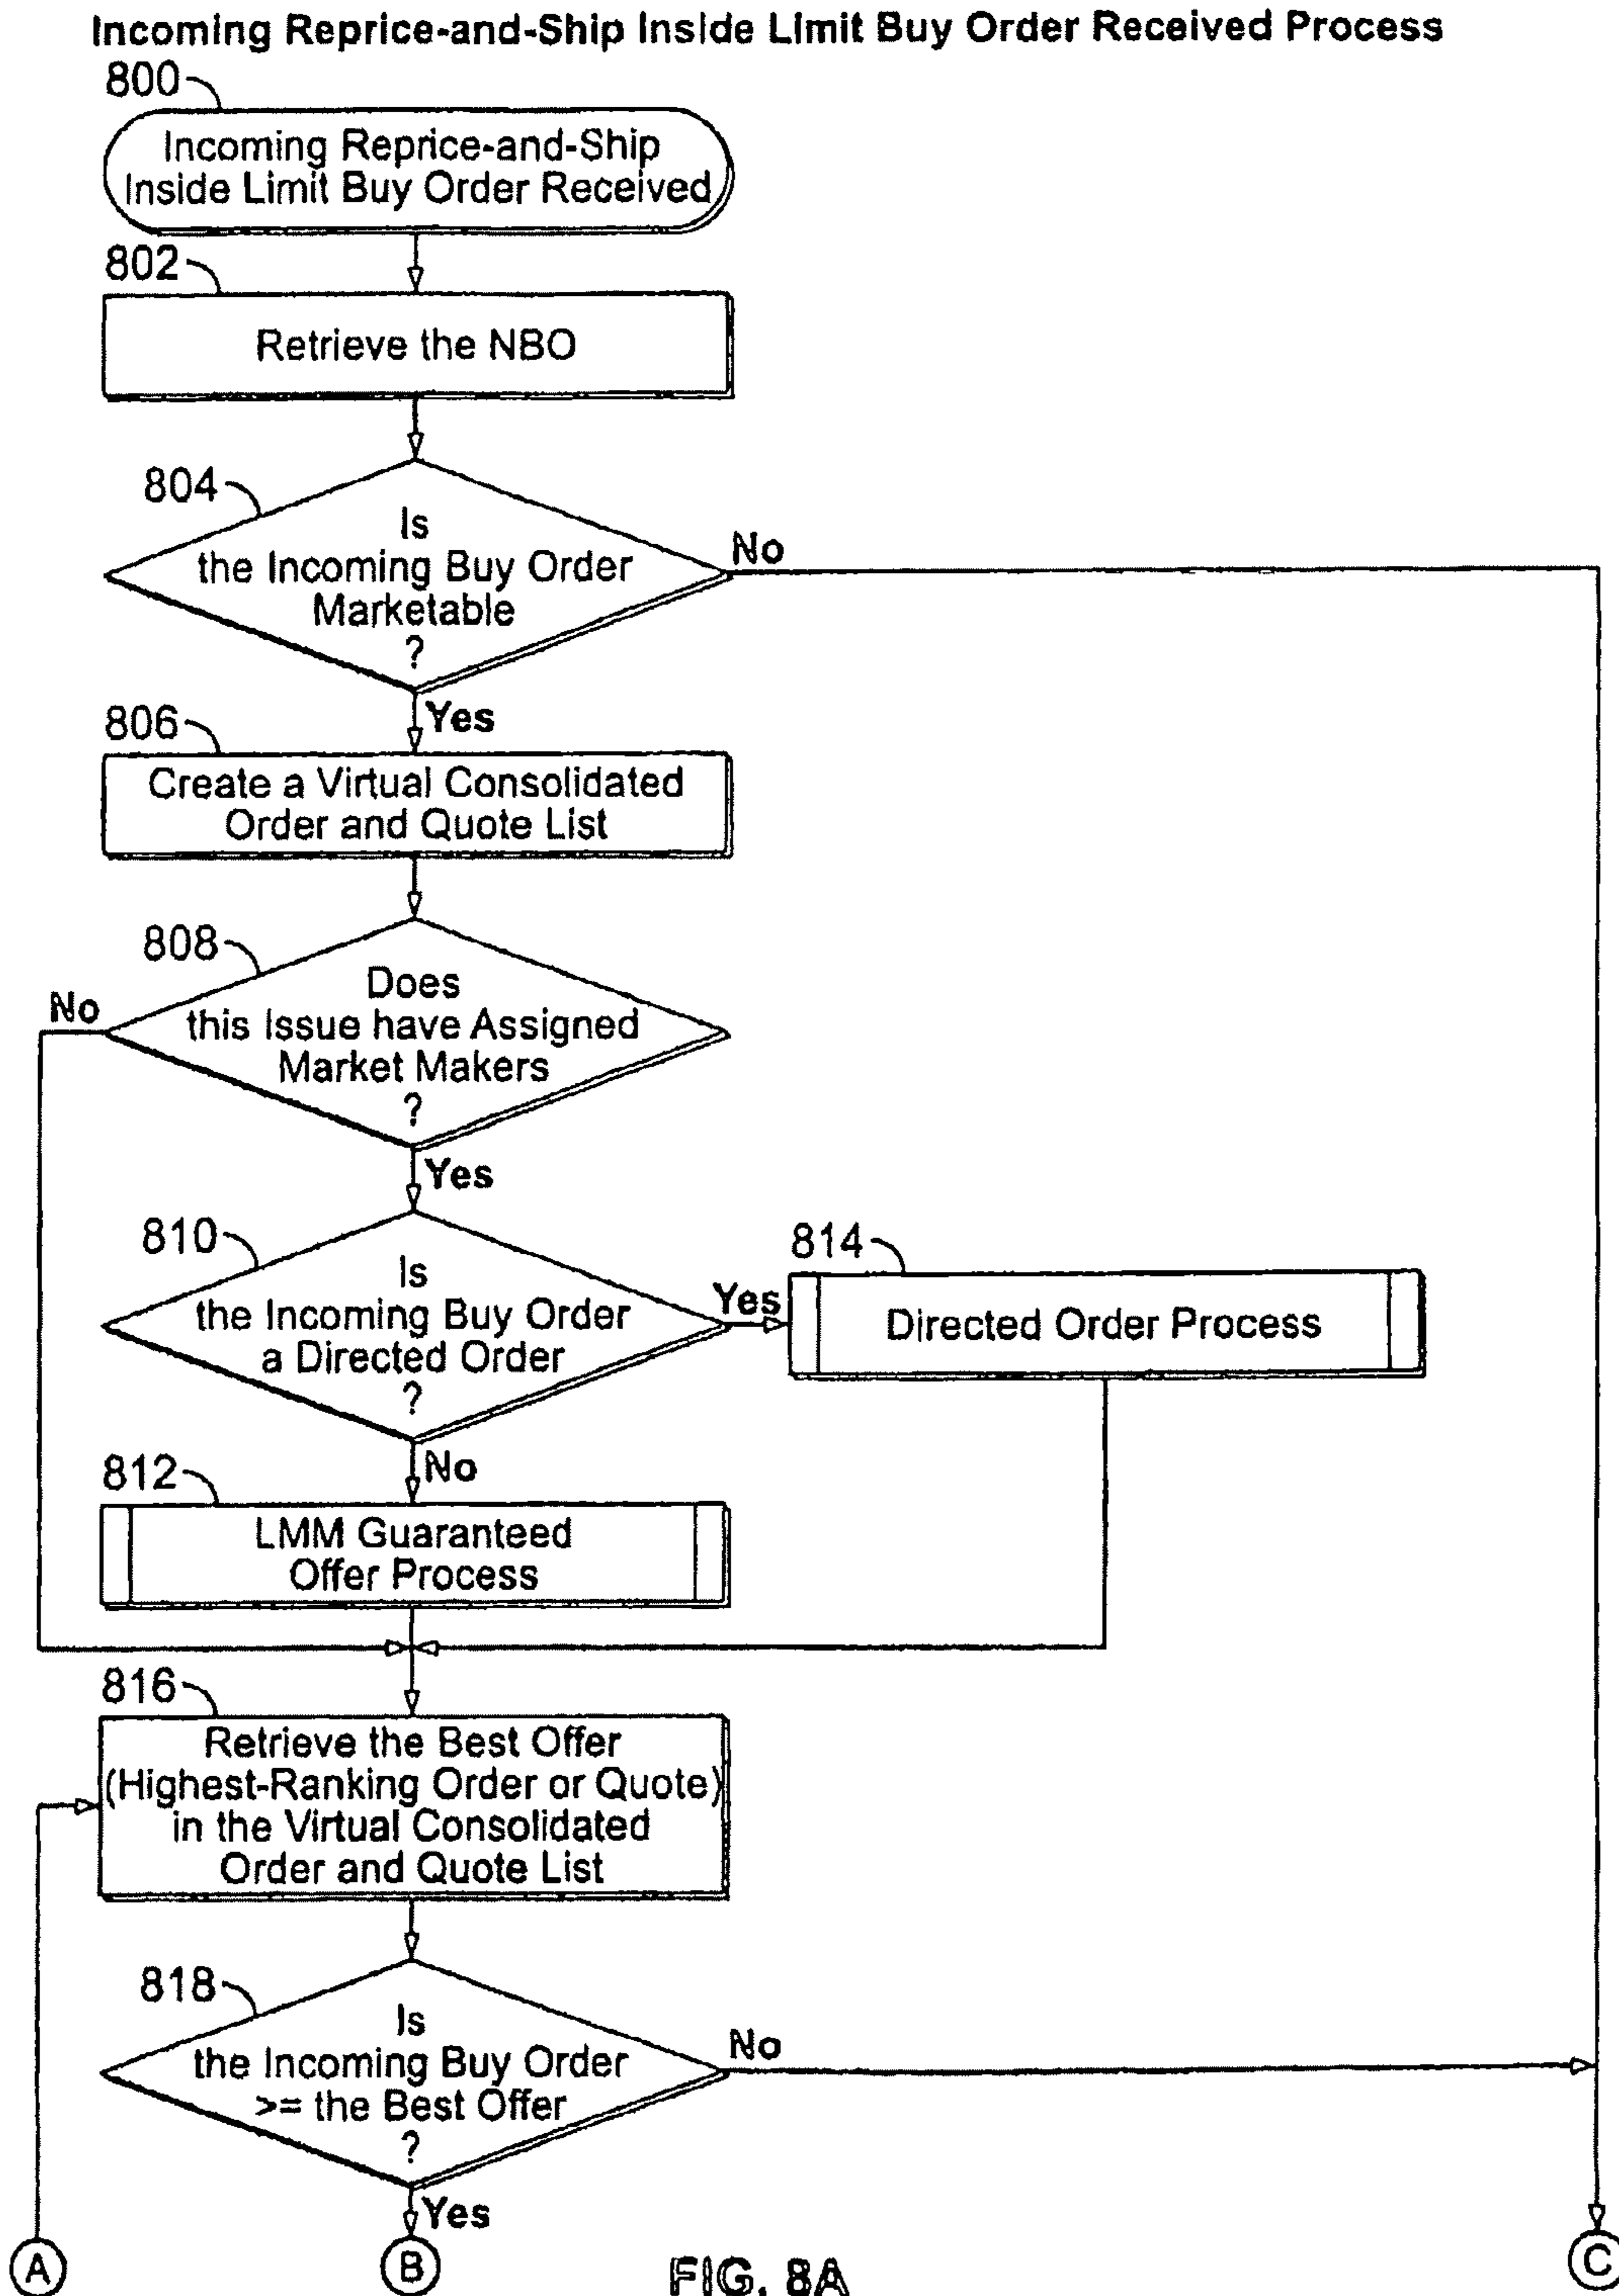 Incoming Reprice-and-Ship Inside Limit Buy Order Received Process
800
Incoming Reprice-and-Ship
Inside Limit Buy Order Received
802
Retrieve the NBO
804
Is
the Incoming Buy Order
Marketable
?
No
Yes
806
Create a Virtual Consolidated
Order and Quote List
808
Does
this Issue have Assigned
Market Makers
?
No
Yes
810
Is
the Incoming Buy Order
a Directed Order
?
Yes
814
Directed Order Process
No
812
LMM Guaranteed
Offer Process
816
Retrieve the Best Offer
(Highest-Ranking Order or Quote)
in the Virtual Consolidated
Order and Quote List
818
Is
the Incoming Buy Order
>= the Best Offer
?
No
Yes
A
B
C
FIG. 8A